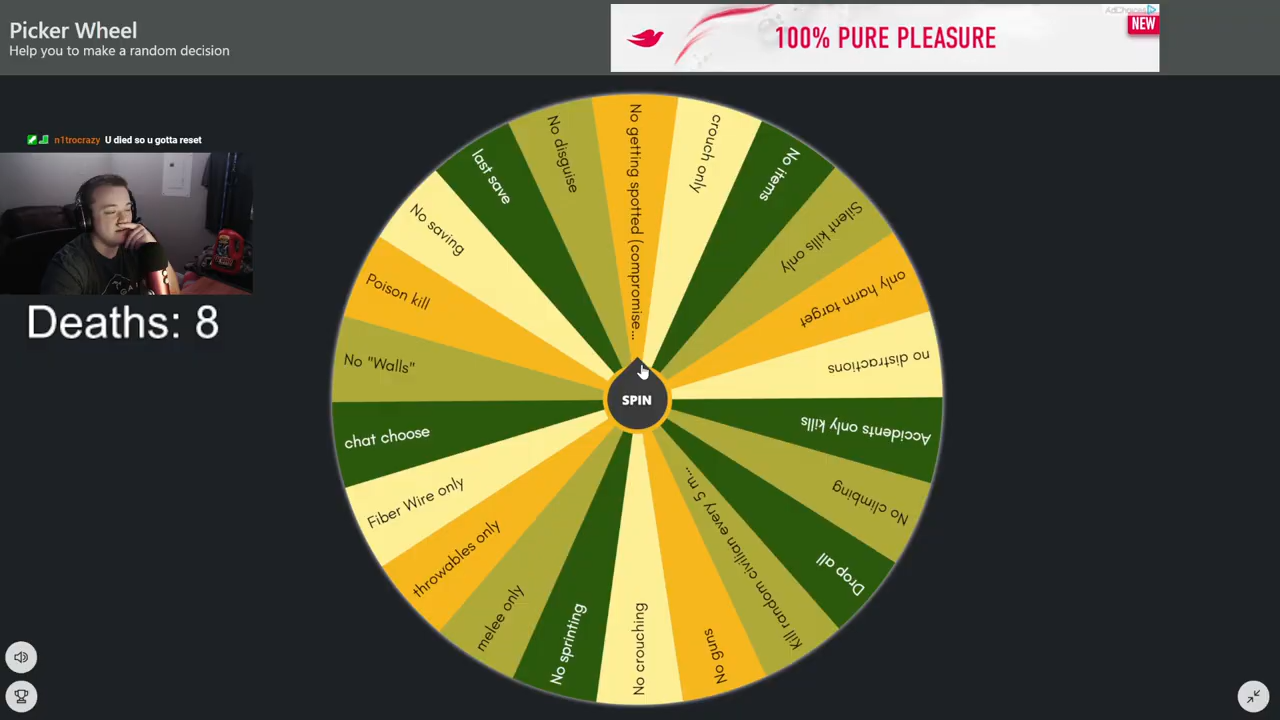 Picker Wheel
Help you to make a random decision
AdChoices
100% PURE PLEASURE
NEW
n1trocrazy U died so u gotta reset
Deaths: 8
No getting spotted (compromise...
crouch only
No items
Silent kills only
only harm target
no distractions
Accidents only kills
No climbing
Drop all
Kill random civilian every 5 m...
No guns
No crouching
No sprinting
melee only
throwables only
Fiber Wire only
chat choose
No "Walls"
Poison kill
No saving
last save
No disguise
SPIN